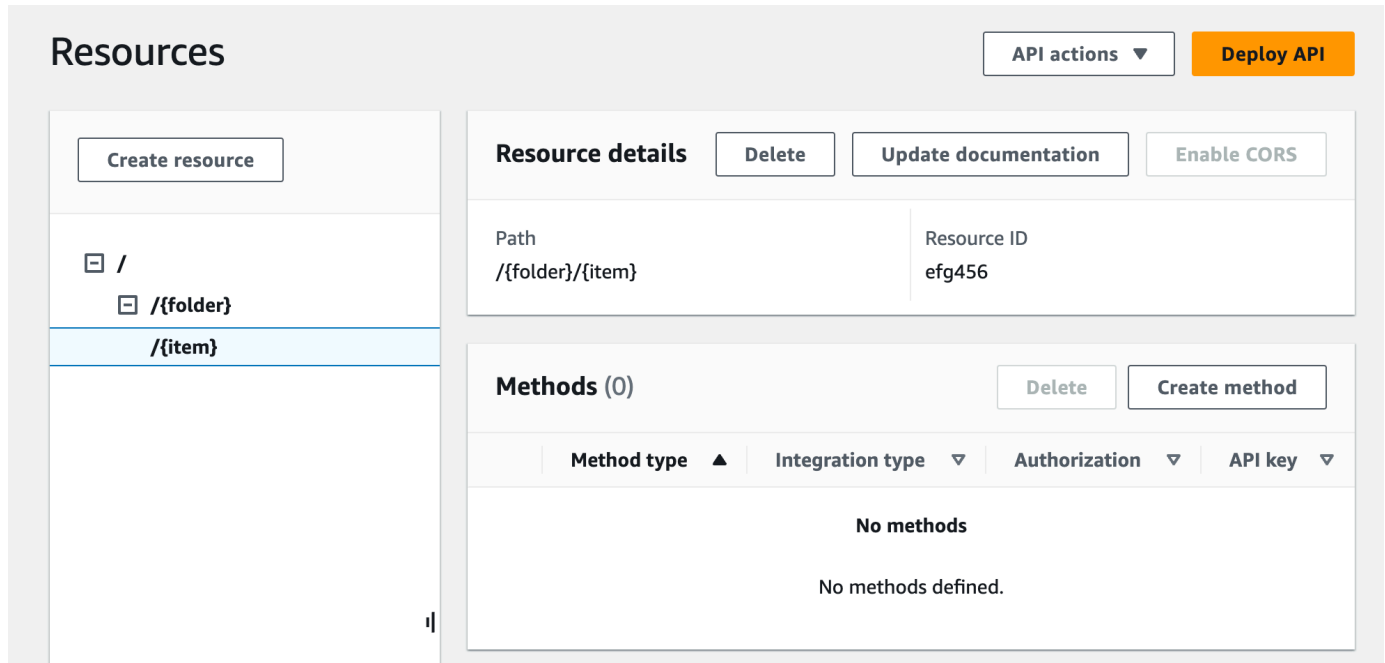 Resources
API actions
Deploy API
Create resource
/
/{folder}
/{item}
Resource details
Delete
Update documentation
Enable CORS
Path
/{folder}/{item}
Resource ID
efg456
Methods (0)
Delete
Create method
Method type
Integration type
Authorization
API key
No methods
No methods defined.